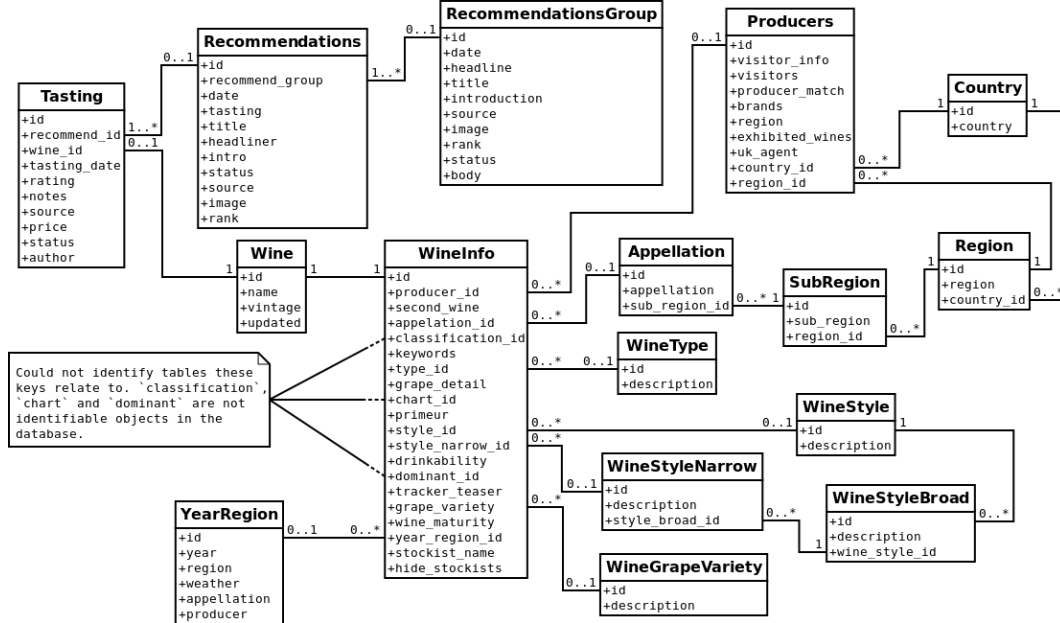 RecommendationsGroup
+id
+date
+headline
+title
+introduction
+source
+image
+rank
+status
+body
Producers
+id
+visitor_info
+visitors
+producer_match
+brands
+region
+exhibited_wines
+uk_agent
+country_id
+region_id
Recommendations
+id
+recommend_group
+date
+tasting
+title
+headliner
+intro
+status
+source
+image
+rank
Country
+id
+country
Tasting
+id
+recommend_id
+wine_id
+tasting_date
+rating
+notes
+source
+price
+status
+author
0..1
1..*
0..1
0..1
1..*
0..1
0..1
1
1
0..*
0..*
Wine
+id
+name
+vintage
+updated
1
1
1
WineInfo
+id
+producer_id
+second_wine
+appelation_id
+classification_id
+keywords
+type_id
+grape_detail
+chart_id
+primeur
+style_id
+style_narrow_id
+drinkability
+dominant_id
+tracker_teaser
+grape_variety
+wine_maturity
+year_region_id
+stockist_name
+hide_stockists
0..*
0..*
0..*
0..*
0..*
0..*
0..*
Appellation
+id
+appellation
+sub_region_id
0..1
0..*
1
SubRegion
+id
+sub_region
+region_id
0..*
1
Region
+id
+region
+country_id
1
0..*
WineType
+id
+description
0..1
Could not identify tables these
keys relate to. `classification`,
`chart` and `dominant` are not
identifiable objects in the
database.
WineStyle
+id
+description
0..1
1
WineStyleNarrow
+id
+description
+style_broad_id
0..1
0..*
1
WineStyleBroad
+id
+description
+wine_style_id
0..*
YearRegion
+id
+year
+region
+weather
+appellation
+producer
0..1
WineGrapeVariety
+id
+description
0..1